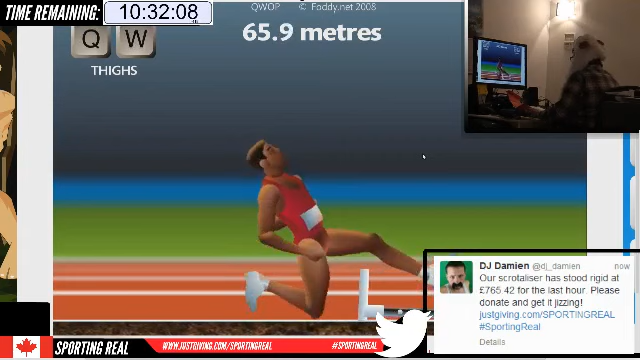 TIME REMAINING:
10:32:08
QWOP © Foddy.net 2008
65.9 metres
Q W
THIGHS
DJ Damien @dj_damien now
Our scrotaliser has stood rigid at
£765.42 for the last hour. Please
donate and get it jizzing!
justgiving.com/SPORTINGREAL
#SportingReal
Details
SPORTING REAL
WWW.JUSTGIVING.COM/SPORTINGREAL
#SPORTINGREAL